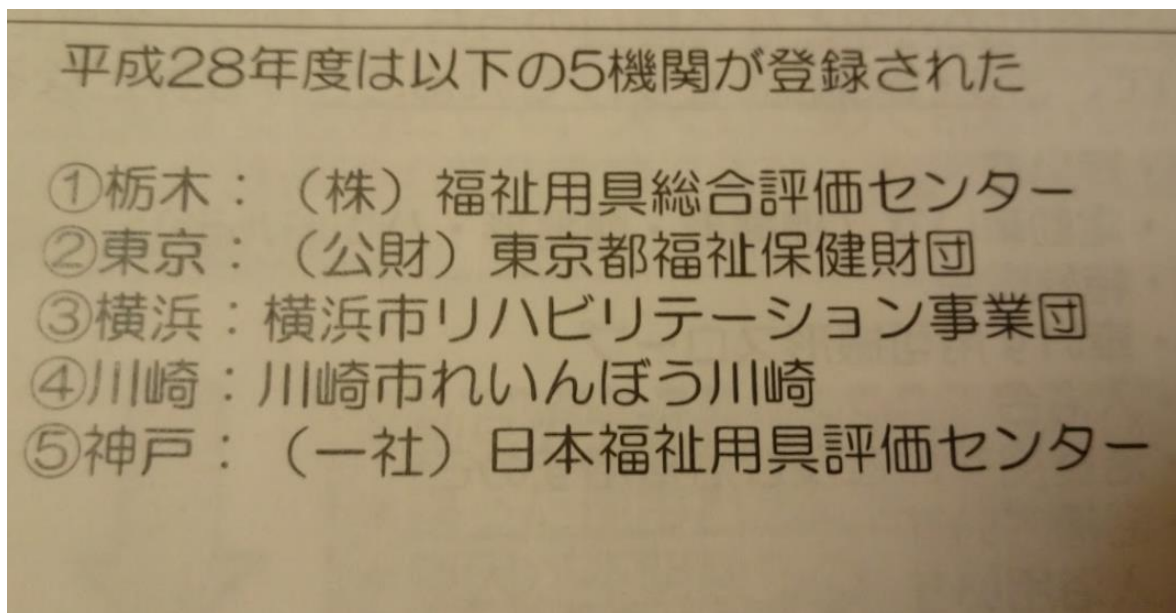 平成28年度は以下の5機関が登録された
①栃木：（株）福祉用具総合評価センター
②東京：（公財）東京都福祉保健財団
③横浜：横浜市リハビリテーション事業団
④川崎：川崎市れいんぼう川崎
⑤神戸：（一社）日本福祉用具評価センター